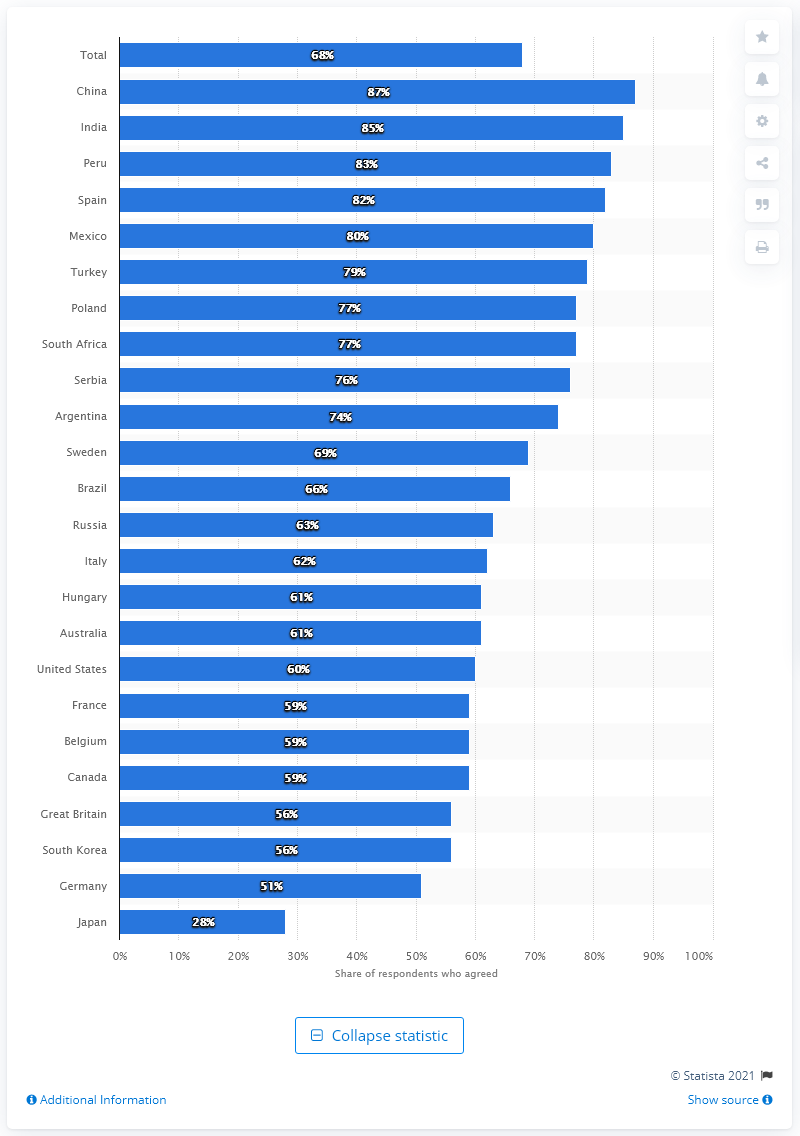 Total 68%
China 87%
India 85%
Peru 83%
Spain 82%
Mexico 80%
Turkey 79%
Poland 77%
South Africa 77%
Serbia 76%
Argentina 74%
Sweden 69%
Brazil 66%
Russia 63%
Italy 62%
Hungary 61%
Australia 61%
United States 60%
France 59%
Belgium 59%
Canada 59%
Great Britain 56%
South Korea 56%
Germany 51%
Japan 28%
0% 10% 20% 30% 40% 50% 60% 70% 80% 90% 100%
Share of respondents who agreed
Collapse statistic
© Statista 2021
Additional Information Show source